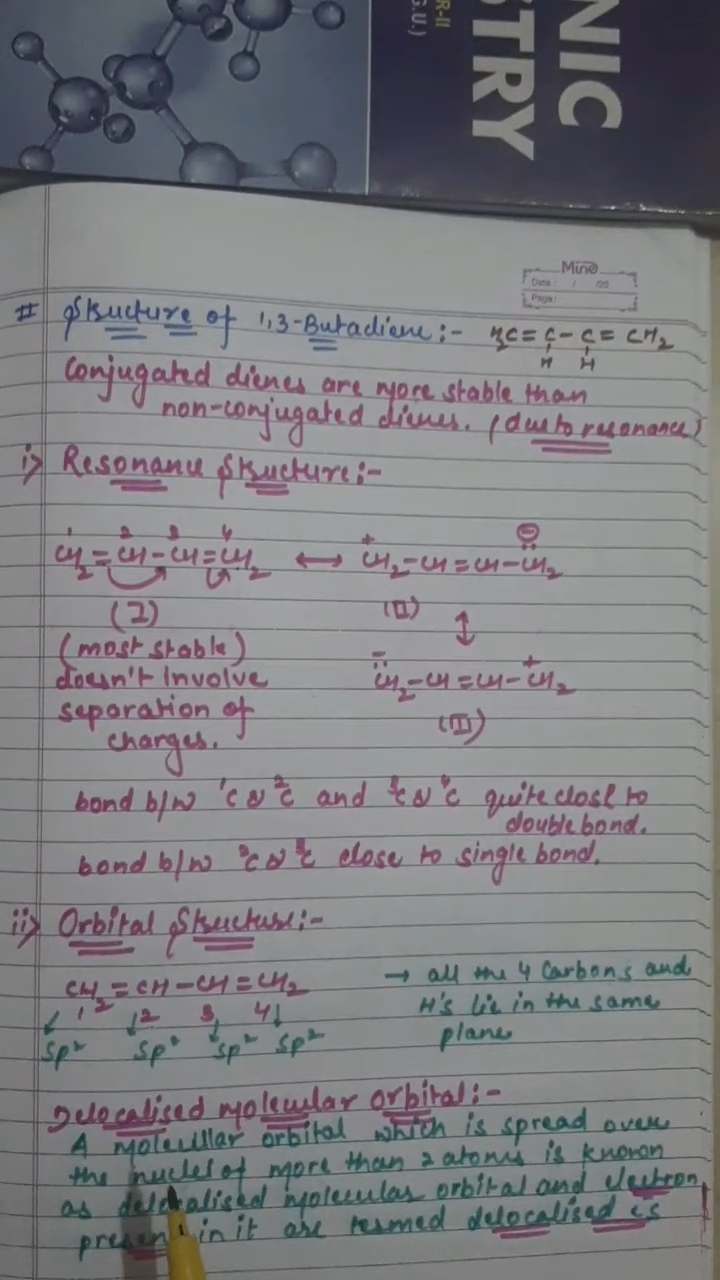 NIC
STRY
R-II
G.U.)
Mino
Date : / /20
Page:
# Structure of 1,3-Butadiene:- H₂C=C-C=CH₂
H H
Conjugated dienes are more stable than
non-conjugated dienes. (due to resonance)
i) Resonance Structure:-
1 2 3 4
CH₂=CH-CH=CH₂ ↔ +CH₂-CH=CH-C̈H₂ ⊖
(I) (II)
↕
(most stable)
doesn't involve C̈H₂-CH=CH-CH₂ - +
separation of (III)
charges.
bond b/w ¹C & ²C and ³C & ⁴C quite close to
double bond.
bond b/w ²C & ³C close to single bond.
ii) Orbital Structure:-
CH₂=CH-CH=CH₂ → all the 4 Carbons and
1 2 3 4 H's lie in the same
sp² sp² sp² sp² plane
Delocalised molecular orbital:-
A molecular orbital which is spread over
the nuclei of more than 2 atoms is known
as delocalised molecular orbital and electron
present in it are termed delocalised es